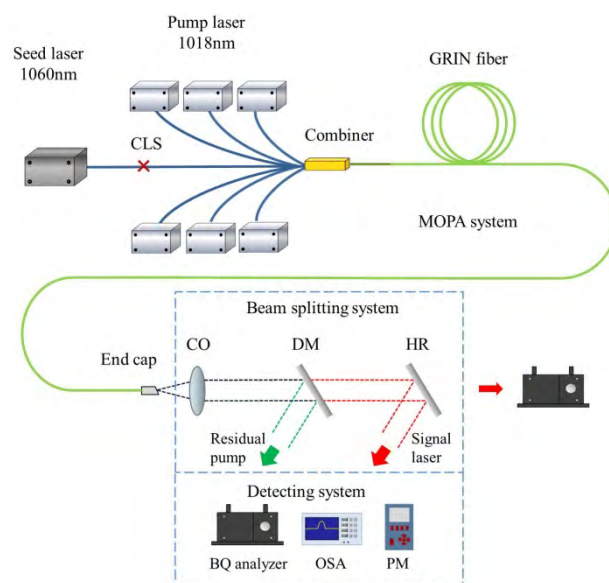 Seed laser
1060nm
Pump laser
1018nm
GRIN fiber
CLS
Combiner
MOPA system
Beam splitting system
End cap
CO
DM
HR
Residual
pump
Signal
laser
Detecting system
BQ analyzer
OSA
PM